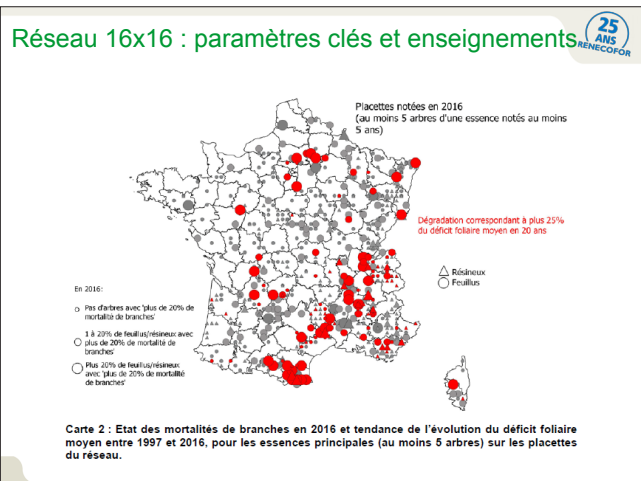 Réseau 16x16 : paramètres clés et enseignements
25
ANS
RENECOFOR
Placettes notées en 2016
(au moins 5 arbres d'une essence notés au moins
5 ans)
Dégradation correspondant à plus 25%
du déficit foliaire moyen en 20 ans
Résineux
Feuillus
En 2016:
Pas d'arbres avec 'plus de 20% de
mortalité de branches'
1 à 20% de feuillus/résineux avec
plus de 20% de mortalité de
branches'
Plus 20% de feuillus/résineux
avec 'plus de 20% de mortalité
de branches'
Carte 2 : Etat des mortalités de branches en 2016 et tendance de l'évolution du déficit foliaire
moyen entre 1997 et 2016, pour les essences principales (au moins 5 arbres) sur les placettes
du réseau.